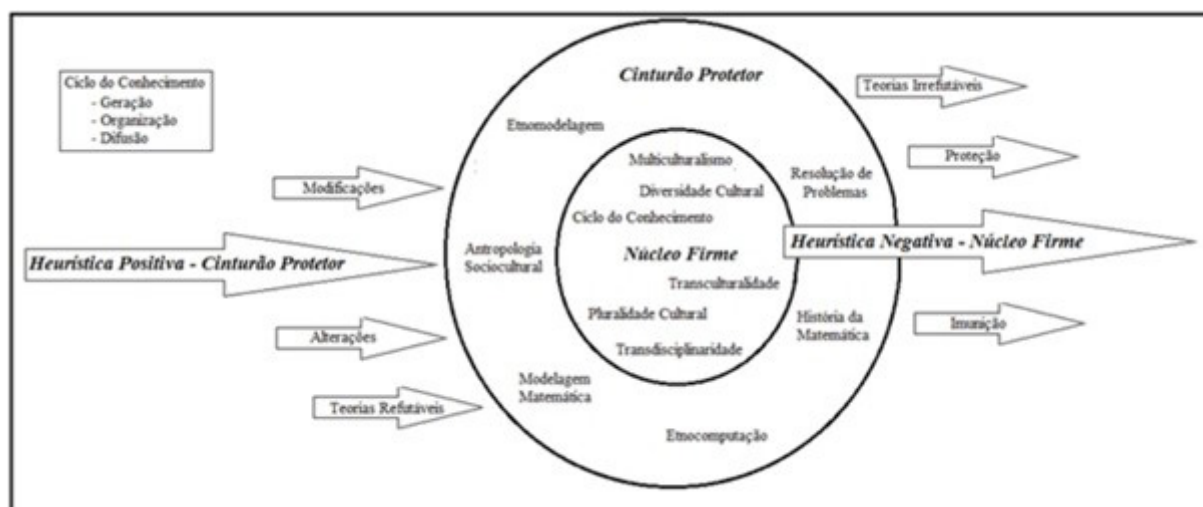 Ciclo do Conhecimento
- Geração
- Organização
- Difusão
Modificações
Heurística Positiva - Cinturão Protetor
Alterações
Teorias Refutáveis
Cinturão Protetor
Etnomodelagem
Antropologia
Sociocultural
Modelagem
Matemática
Etnocomputação
Resolução de
Problemas
História da
Matemática
Multiculturalismo
Diversidade Cultural
Ciclo do Conhecimento
Núcleo Firme
Transculturalidade
Pluralidade Cultural
Transdisciplinaridade
Teorias Irrefutáveis
Proteção
Heurística Negativa - Núcleo Firme
Imunição